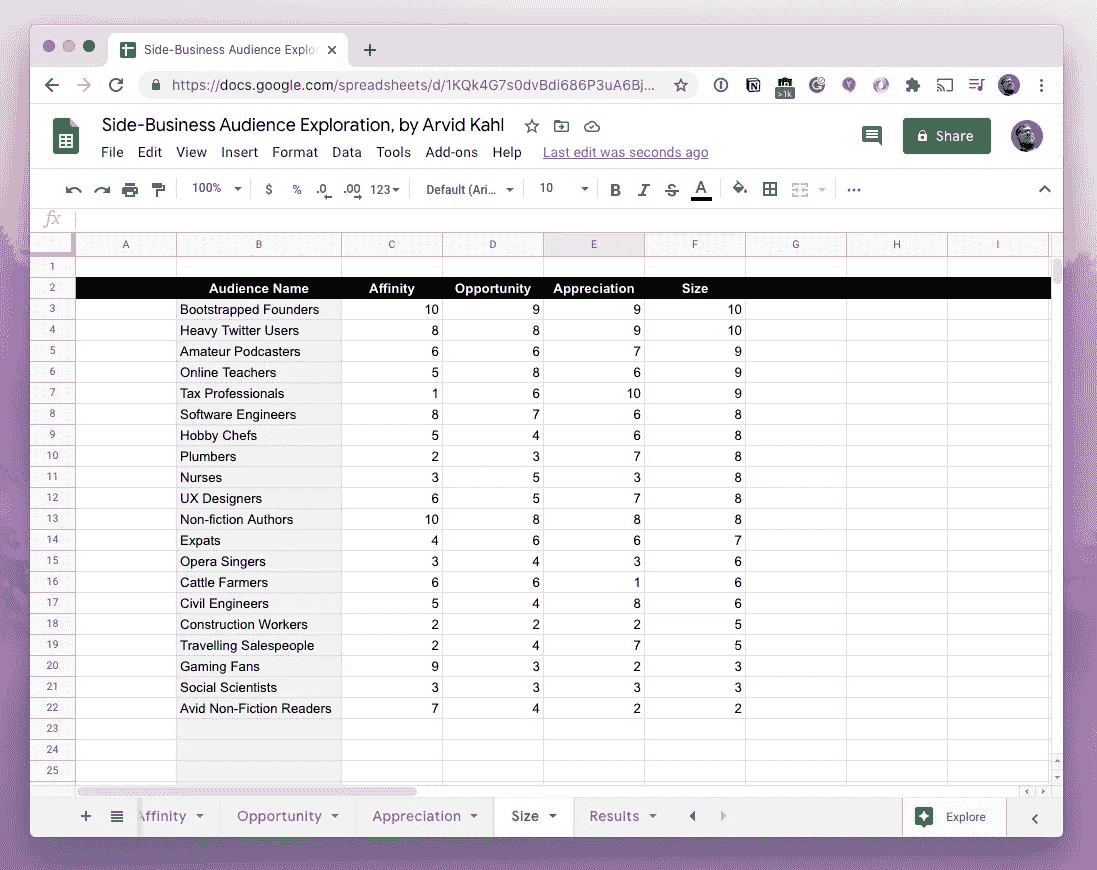 Side-Business Audience Explor
https://docs.google.com/spreadsheets/d/1KQk4G7s0dvBdi686P3uA6Bj...
>1k
Side-Business Audience Exploration, by Arvid Kahl
File Edit View Insert Format Data Tools Add-ons Help Last edit was seconds ago
Share
100% $ % .0 .00 123 Default (Ari... 10 B I S A
fx
A B C D E F G H I
1
2 Audience Name Affinity Opportunity Appreciation Size
3 Bootstrapped Founders 10 9 9 10
4 Heavy Twitter Users 8 8 9 10
5 Amateur Podcasters 6 6 7 9
6 Online Teachers 5 8 6 9
7 Tax Professionals 1 6 10 9
8 Software Engineers 8 7 6 8
9 Hobby Chefs 5 4 6 8
10 Plumbers 2 3 7 8
11 Nurses 3 5 3 8
12 UX Designers 6 5 7 8
13 Non-fiction Authors 10 8 8 8
14 Expats 4 6 6 7
15 Opera Singers 3 4 3 6
16 Cattle Farmers 6 6 1 6
17 Civil Engineers 5 4 8 6
18 Construction Workers 2 2 2 5
19 Travelling Salespeople 2 4 7 5
20 Gaming Fans 9 3 2 3
21 Social Scientists 3 3 3 3
22 Avid Non-Fiction Readers 7 4 2 2
23
24
25
Affinity Opportunity Appreciation Size Results Explore